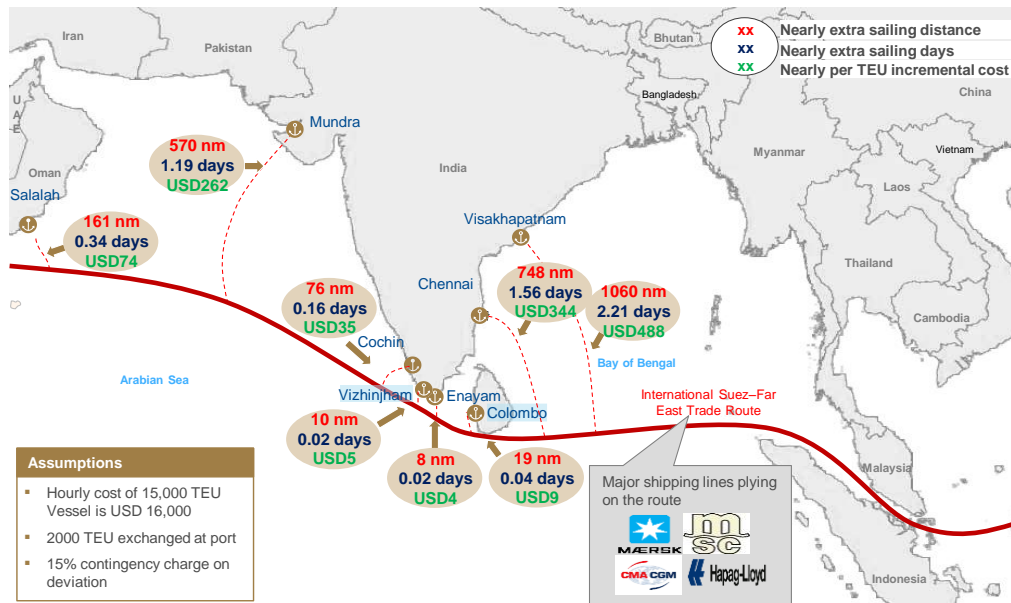 Iran
Pakistan
Bhutan
xx Nearly extra sailing distance
xx Nearly extra sailing days
xx Nearly per TEU incremental cost
UAE
Bangladesh
China
Mundra
570 nm
1.19 days
USD262
India
Myanmar
Vietnam
Laos
Oman
Salalah
161 nm
0.34 days
USD74
Visakhapatnam
Thailand
Chennai
748 nm
1.56 days
USD344
1060 nm
2.21 days
USD488
76 nm
0.16 days
USD35
Cambodia
Cochin
Bay of Bengal
Arabian Sea
Vizhinjham
Enayam
Colombo
International Suez–Far
East Trade Route
10 nm
0.02 days
USD5
8 nm
0.02 days
USD4
19 nm
0.04 days
USD9
Malaysia
Indonesia
Assumptions
▪ Hourly cost of 15,000 TEU
Vessel is USD 16,000
▪ 2000 TEU exchanged at port
▪ 15% contingency charge on
deviation
Major shipping lines plying
on the route
MÆRSK
msc
CMA CGM
Hapag-Lloyd